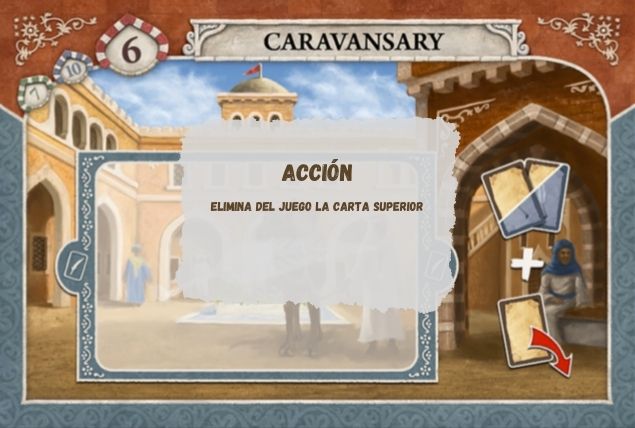 7
10
6
CARAVANSARY
ACCIÓN
ELIMINA DEL JUEGO LA CARTA SUPERIOR